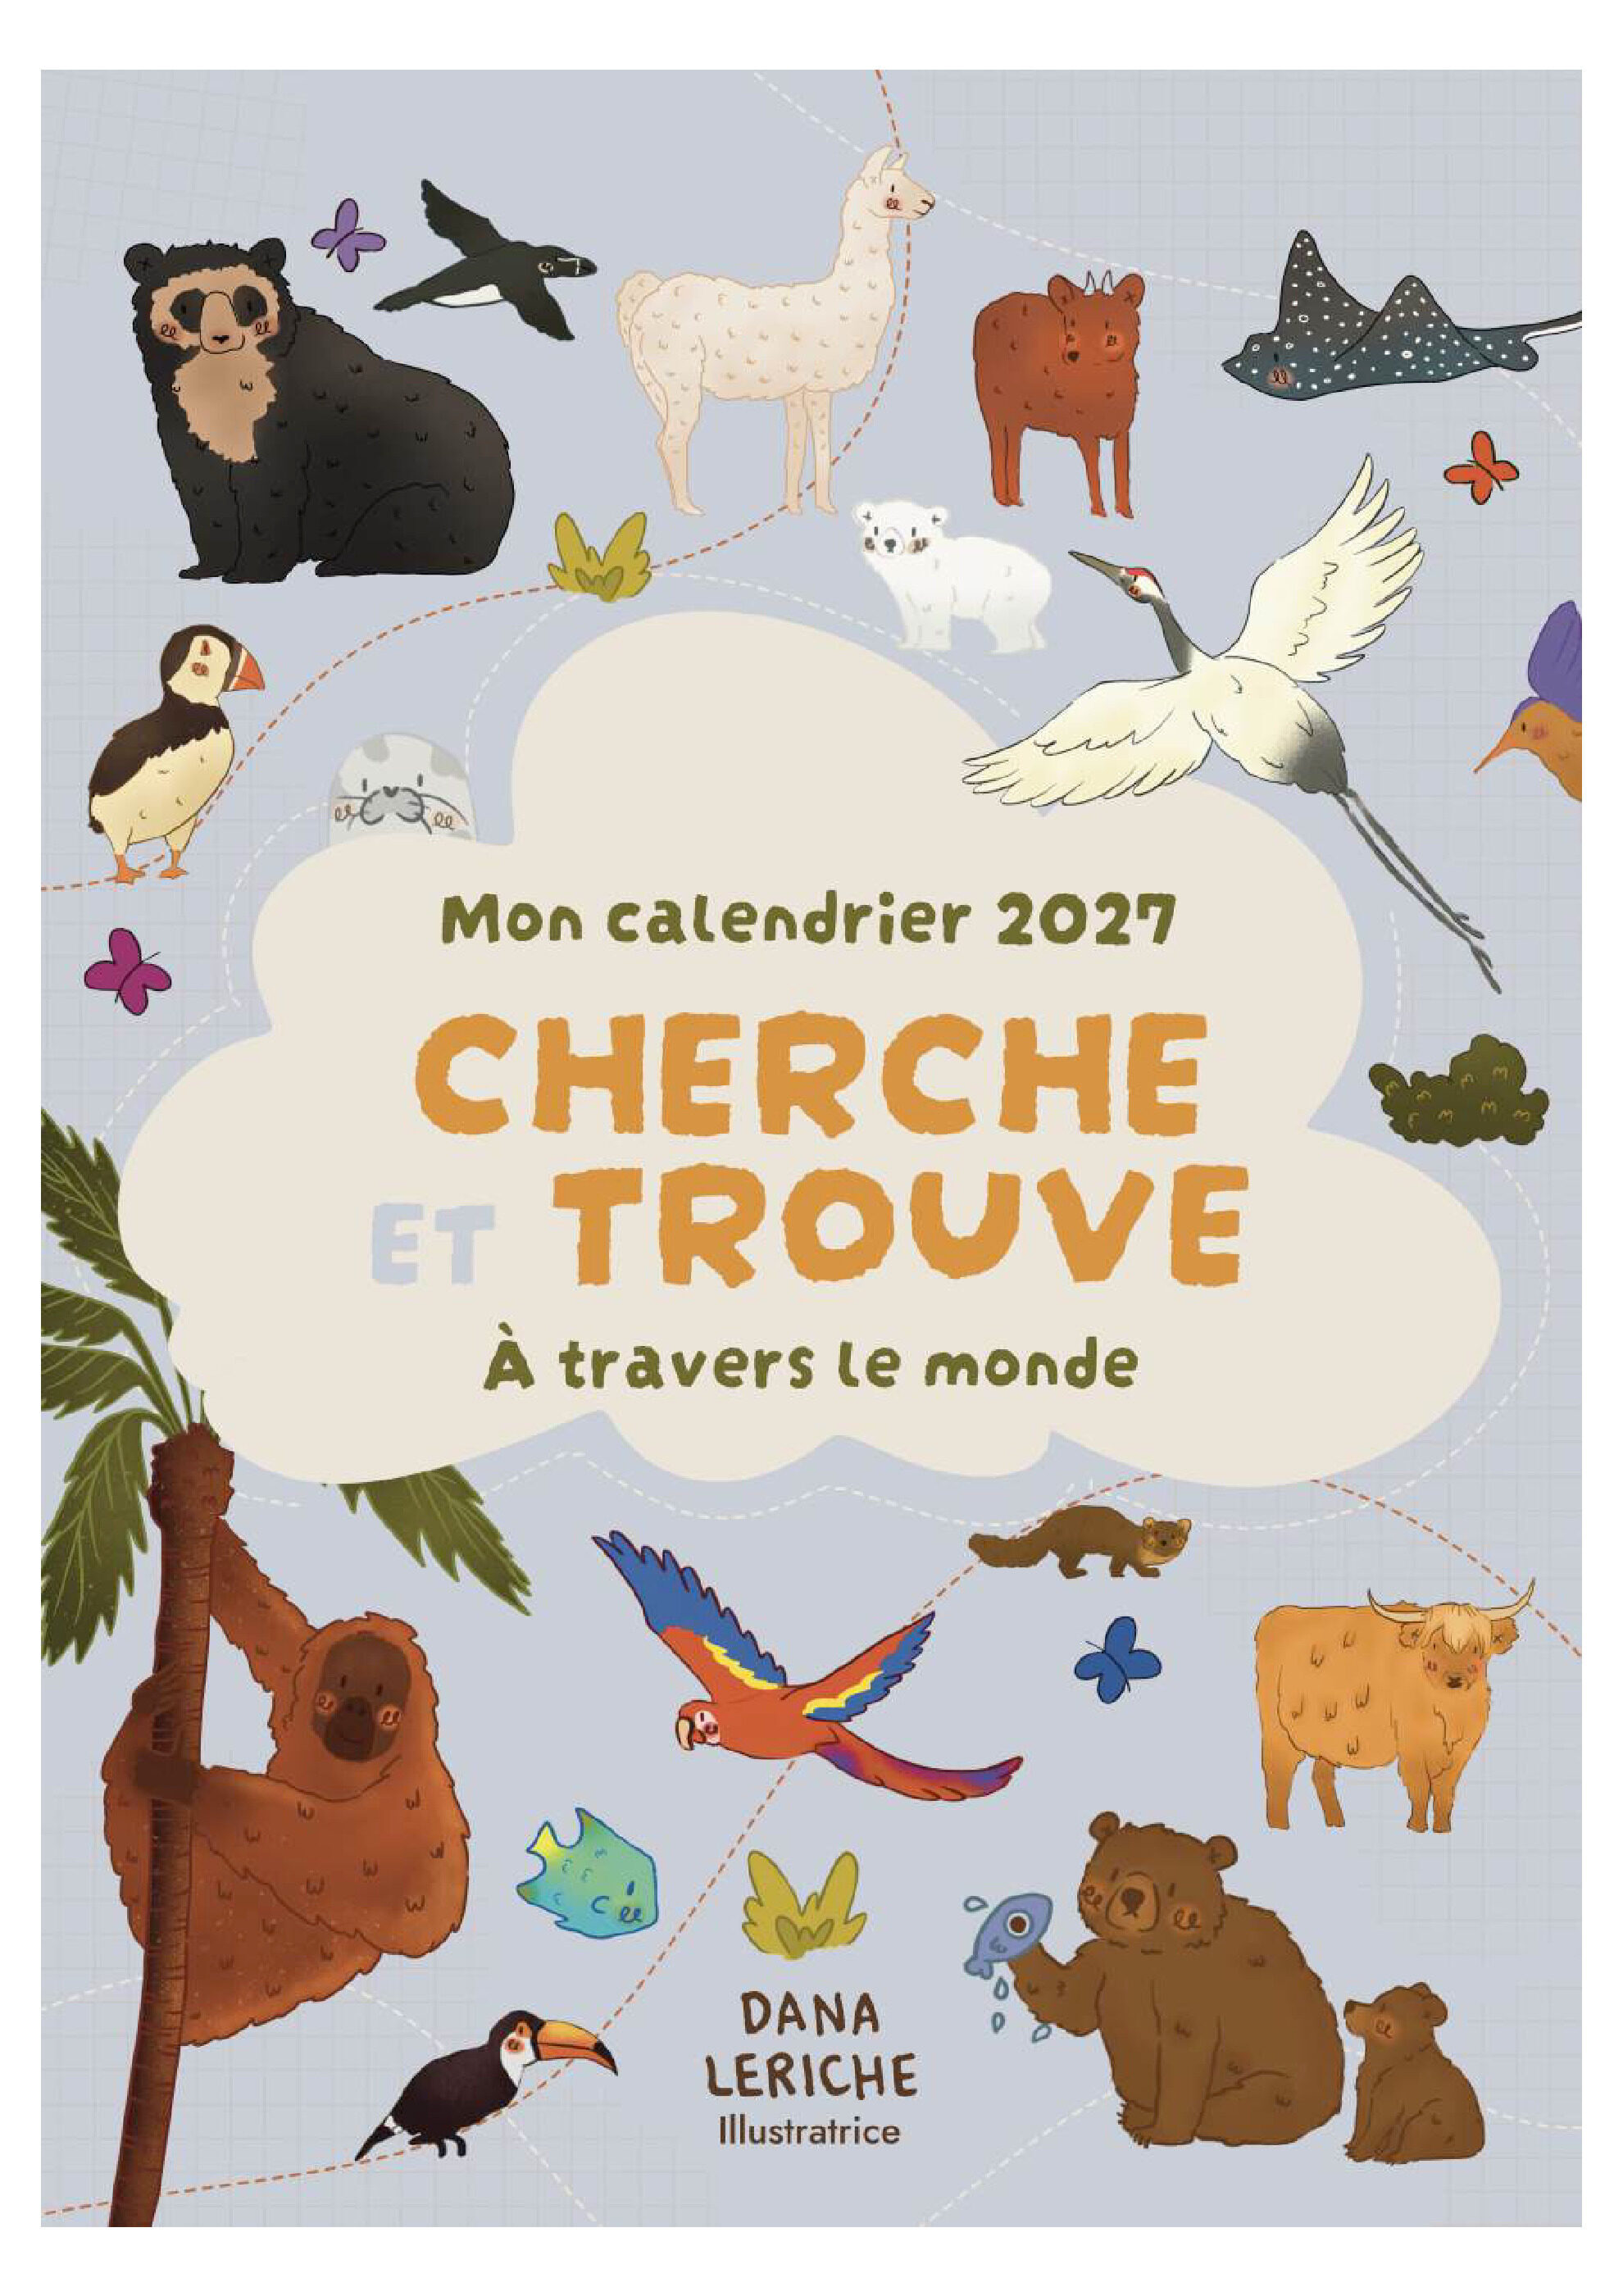 Mon calendrier 2027
CHERCHE
ET TROUVE
À travers le monde
DANA
LERICHE
Illustratrice